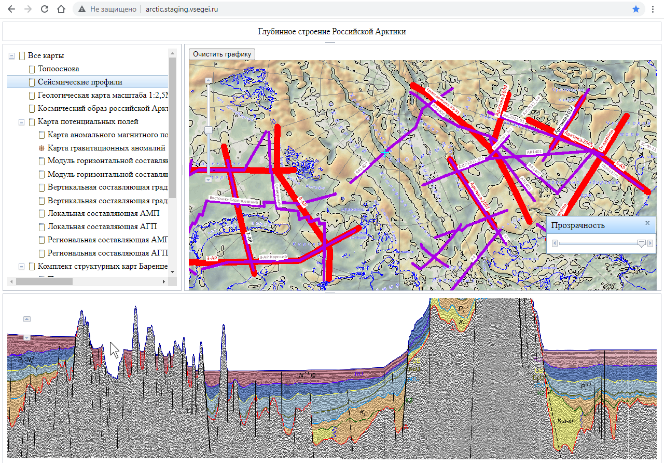 Не защищено
arctic.staging.vsegei.ru
Глубинное строение Российской Арктики
Все карты
Топооснова
Сейсмические профили
Геологическая карта масштаба 1:2,5М
Космический образ российской Аркт
Карта потенциальных полей
Карта аномального магнитного по
Карта гравитационных аномалий
Модуль горизонтальной составляю
Модуль горизонтальной составляю
Вертикальная составляющая град
Вертикальная составляющая град
Локальная составляющая АМП
Локальная составляющая АГП
Региональная составляющая АМП
Региональная составляющая АГП
Комплект структурных карт Баренце
Очистить графику
Прозрачность